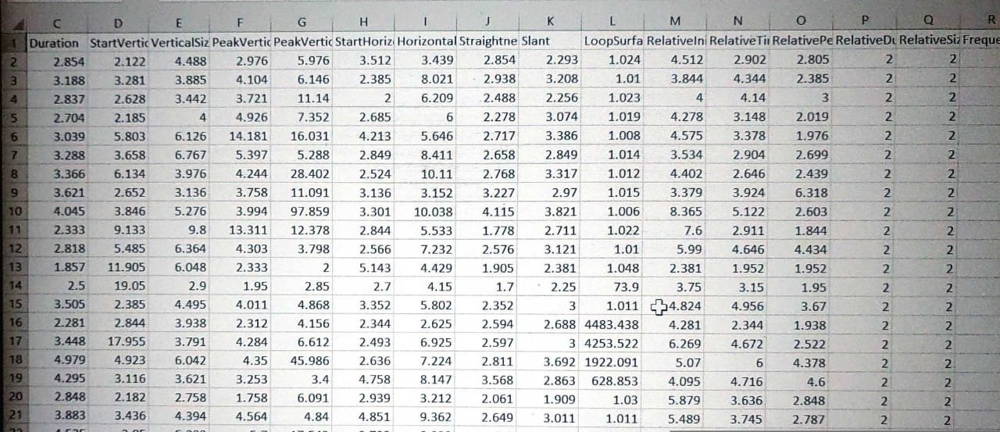 C D E F G H I J K L M N O P Q R
1 Duration StartVertic VerticalSiz PeakVertic PeakVertic StartHoriz Horizontal Straightne Slant LoopSurfa RelativeIn RelativeTi RelativePe RelativeDu RelativeSiz Freque
2 2.854 2.122 4.488 2.976 5.976 3.512 3.439 2.854 2.293 1.024 4.512 2.902 2.805 2 2
3 3.188 3.281 3.885 4.104 6.146 2.385 8.021 2.938 3.208 1.01 3.844 4.344 2.385 2 2
4 2.837 2.628 3.442 3.721 11.14 2 6.209 2.488 2.256 1.023 4 4.14 3 2 2
5 2.704 2.185 4 4.926 7.352 2.685 6 2.278 3.074 1.019 4.278 3.148 2.019 2 2
6 3.039 5.803 6.126 14.181 16.031 4.213 5.646 2.717 3.386 1.008 4.575 3.378 1.976 2 2
7 3.288 3.658 6.767 5.397 5.288 2.849 8.411 2.658 2.849 1.014 3.534 2.904 2.699 2 2
8 3.366 6.134 3.976 4.244 28.402 2.524 10.11 2.768 3.317 1.012 4.402 2.646 2.439 2 2
9 3.621 2.652 3.136 3.758 11.091 3.136 3.152 3.227 2.97 1.015 3.379 3.924 6.318 2 2
10 4.045 3.846 5.276 3.994 97.859 3.301 10.038 4.115 3.821 1.006 8.365 5.122 2.603 2 2
11 2.333 9.133 9.8 13.311 12.378 2.844 5.533 1.778 2.711 1.022 7.6 2.911 1.844 2 2
12 2.818 5.485 6.364 4.303 3.798 2.566 7.232 2.576 3.121 1.01 5.99 4.646 4.434 2 2
13 1.857 11.905 6.048 2.333 2 5.143 4.429 1.905 2.381 1.048 2.381 1.952 1.952 2 2
14 2.5 19.05 2.9 1.95 2.85 2.7 4.15 1.7 2.25 73.9 3.75 3.15 1.95 2 2
15 3.505 2.385 4.495 4.011 4.868 3.352 5.802 2.352 3 1.011 4.824 4.956 3.67 2 2
16 2.281 2.844 3.938 2.312 4.156 2.344 2.625 2.594 2.688 4483.438 4.281 2.344 1.938 2 2
17 3.448 17.955 3.791 4.284 6.612 2.493 6.925 2.597 3 4253.522 6.269 4.672 2.522 2 2
18 4.979 4.923 6.042 4.35 45.986 2.636 7.224 2.811 3.692 1922.091 5.07 6 4.378 2 2
19 4.295 3.116 3.621 3.253 3.4 4.758 8.147 3.568 2.863 628.853 4.095 4.716 4.6 2 2
20 2.848 2.182 2.758 1.758 6.091 2.939 3.212 2.061 1.909 1.03 5.879 3.636 2.848 2 2
21 3.883 3.436 4.394 4.564 4.84 4.851 9.362 2.649 3.011 1.011 5.489 3.745 2.787 2 2